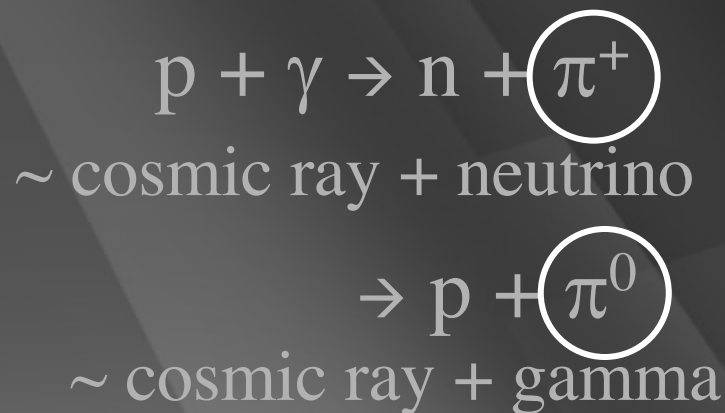 p + γ → n + π⁺
~ cosmic ray + neutrino
→ p + π⁰
~ cosmic ray + gamma